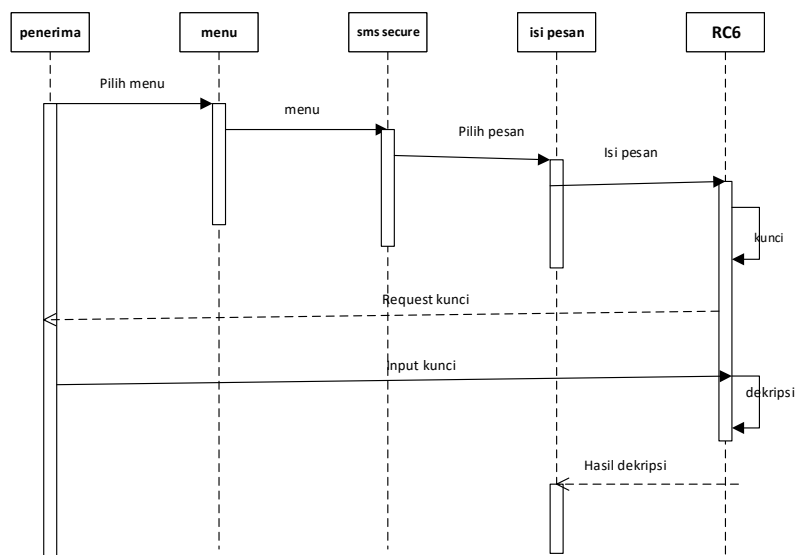 penerima
menu
sms secure
isi pesan
RC6
Pilih menu
menu
Pilih pesan
Isi pesan
kunci
Request kunci
Input kunci
dekripsi
Hasil dekripsi